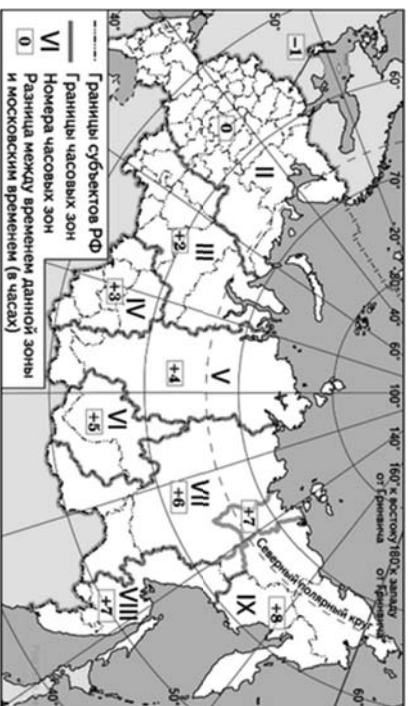 40°
50°
60°
70°
40°
60°
100°
140°
160° к востоку
от Гринвича
180 к западу
от Гринвича
Северный полярный круг
60°
50°
40°
-1
I
0
II
+2
III
+3
IV
+4
V
+5
VI
+6
VII
+7
+7
VIII
+8
IX
Границы субъектов РФ
Границы часовых зон
VI Номера часовых зон
0 Разница между временем данной зоны
и московским временем (в часах)